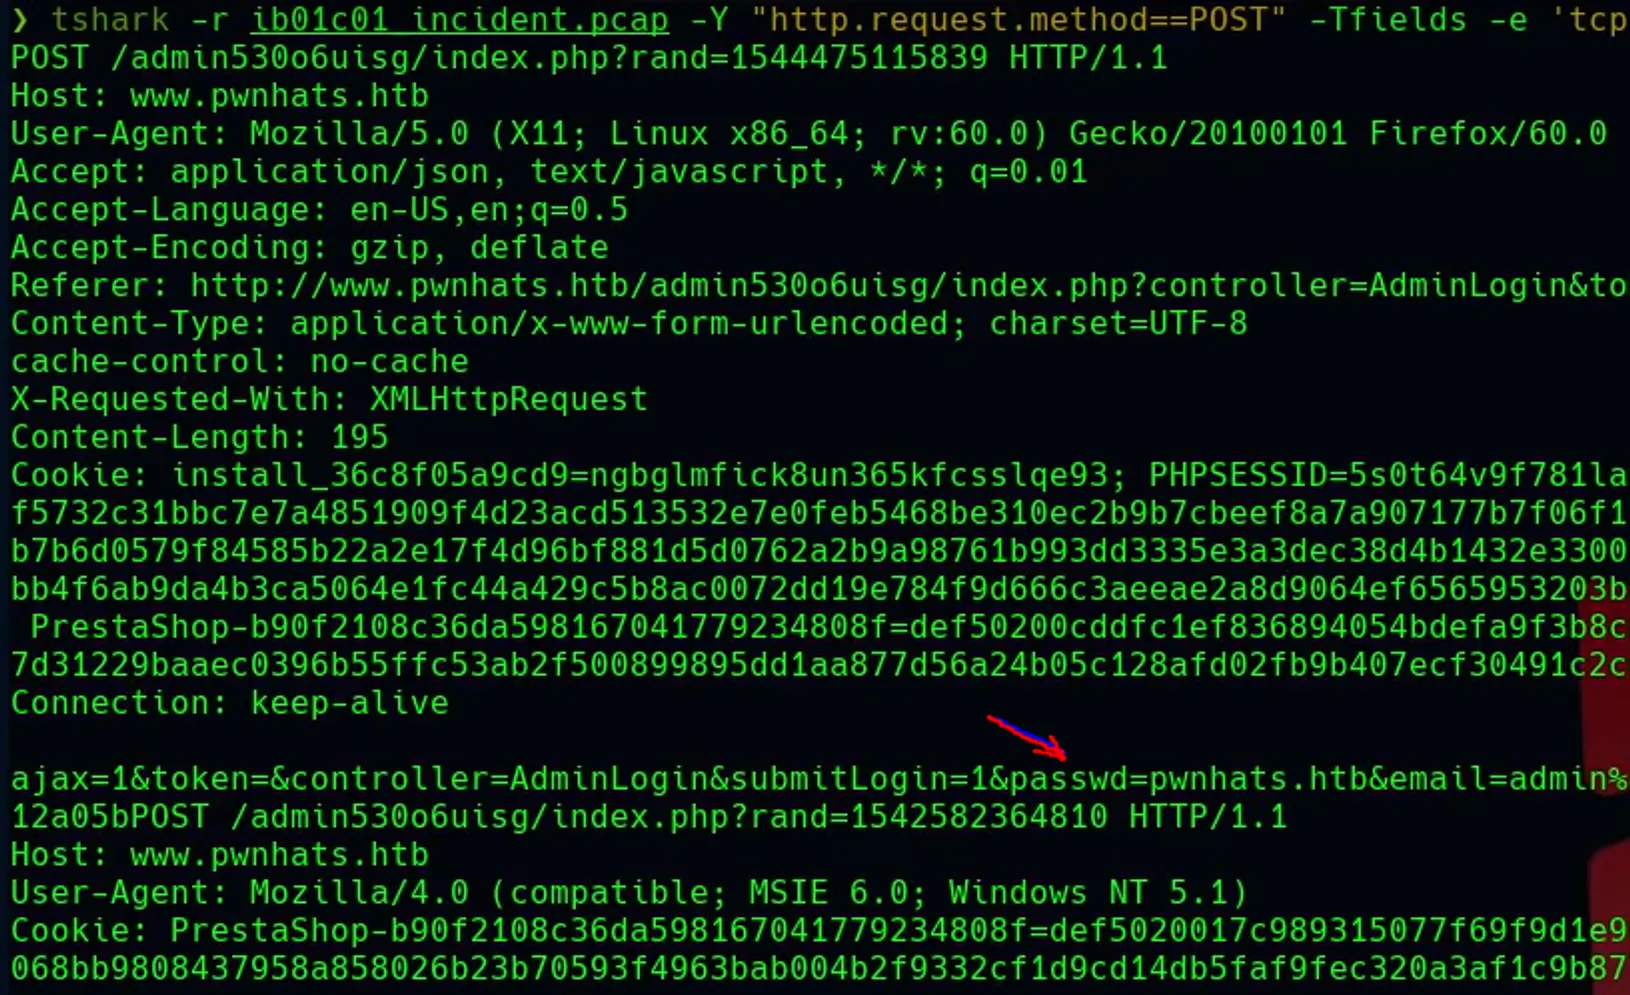 ❯ tshark -r ib01c01_incident.pcap -Y "http.request.method==POST" -Tfields -e 'tcp
POST /admin530o6uisg/index.php?rand=1544475115839 HTTP/1.1
Host: www.pwnhats.htb
User-Agent: Mozilla/5.0 (X11; Linux x86_64; rv:60.0) Gecko/20100101 Firefox/60.0
Accept: application/json, text/javascript, */*; q=0.01
Accept-Language: en-US,en;q=0.5
Accept-Encoding: gzip, deflate
Referer: http://www.pwnhats.htb/admin530o6uisg/index.php?controller=AdminLogin&to
Content-Type: application/x-www-form-urlencoded; charset=UTF-8
cache-control: no-cache
X-Requested-With: XMLHttpRequest
Content-Length: 195
Cookie: install_36c8f05a9cd9=ngbglmfick8un365kfcsslqe93; PHPSESSID=5s0t64v9f781la
f5732c31bbc7e7a4851909f4d23acd513532e7e0feb5468be310ec2b9b7cbeef8a7a907177b7f06f1
b7b6d0579f84585b22a2e17f4d96bf881d5d0762a2b9a98761b993dd3335e3a3dec38d4b1432e3300
bb4f6ab9da4b3ca5064e1fc44a429c5b8ac0072dd19e784f9d666c3aeeae2a8d9064ef6565953203b
PrestaShop-b90f2108c36da5981670417779234808f=def50200cddfc1ef836894054bdefa9f3b8c
7d31229baaec0396b55ffc53ab2f500899895dd1aa877d56a24b05c128afd02fb9b407ecf30491c2c
Connection: keep-alive
ajax=1&token=&controller=AdminLogin&submitLogin=1&passwd=pwnhats.htb&email=admin%
12a05bPOST /admin530o6uisg/index.php?rand=1542582364810 HTTP/1.1
Host: www.pwnhats.htb
User-Agent: Mozilla/4.0 (compatible; MSIE 6.0; Windows NT 5.1)
Cookie: PrestaShop-b90f2108c36da5981670417779234808f=def5020017c989315077f69f9d1e9
068bb9808437958a858026b23b70593f4963bab004b2f9332cf1d9cd14db5faf9fec320a3af1c9b87